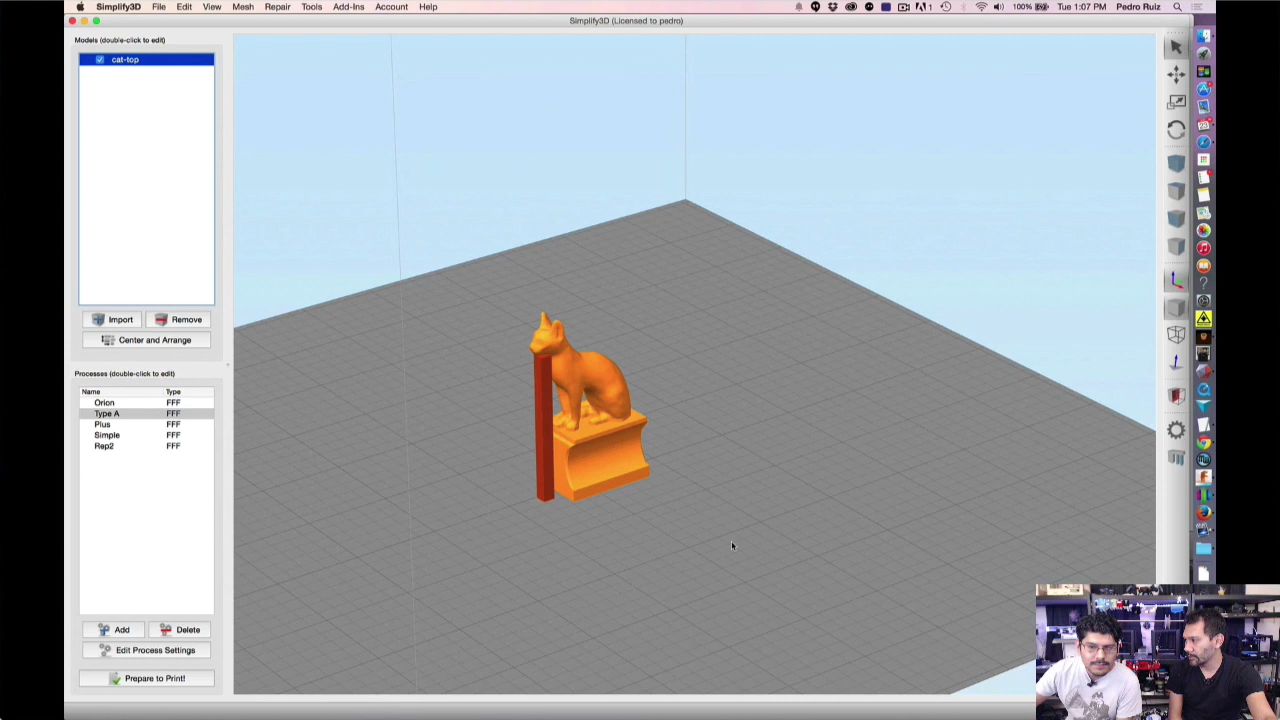 Simplify3D File Edit View Mesh Repair Tools Add-Ins Account Help 1 100% Tue 1:07 PM Pedro Ruiz
Simplify3D (Licensed to pedro)
Models (double-click to edit)
cat-top
Import Remove
Center and Arrange
Processes (double-click to edit)
Name Type
Orion FFF
Type A FFF
Plus FFF
Simple FFF
Rep2 FFF
Add Delete
Edit Process Settings
Prepare to Print!